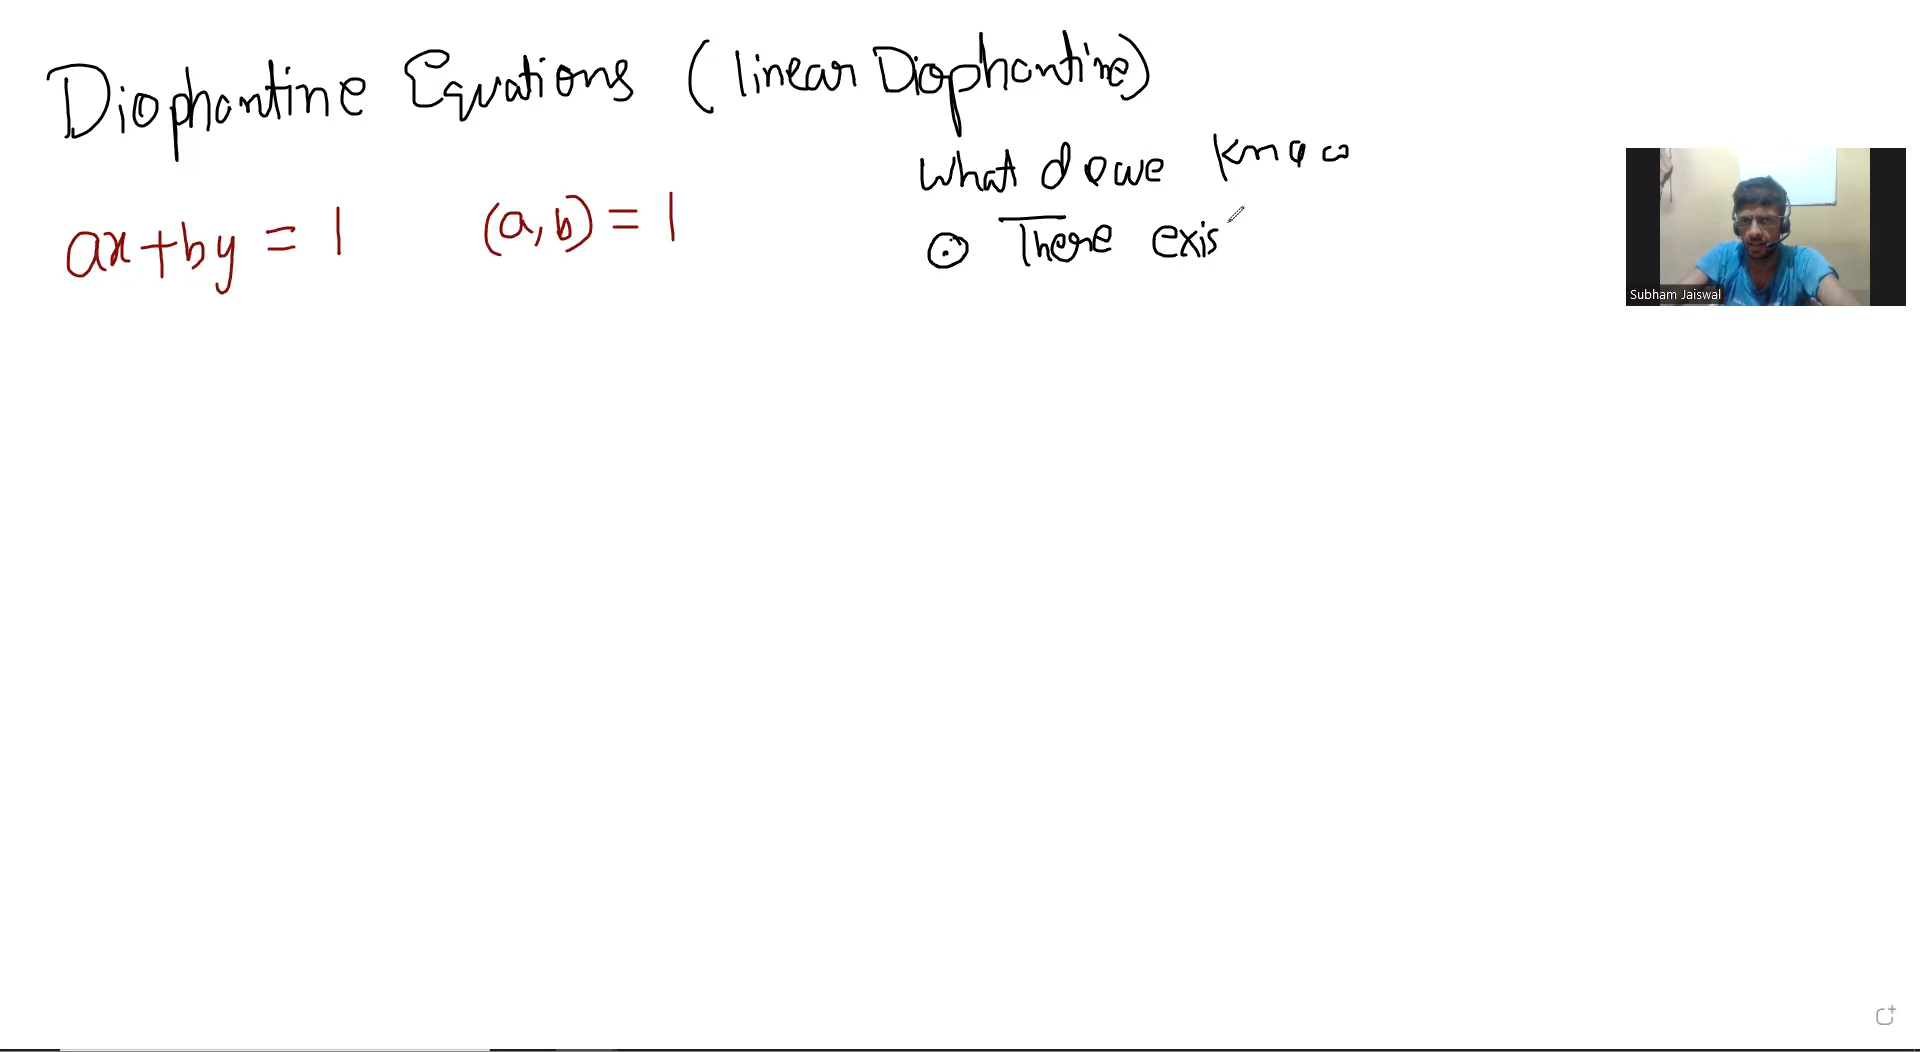 Diophantine Equations (linear Diophantine)
What do we know
ax+by = 1 (a,b) = 1
⊙ There exis
Subham Jaiswal